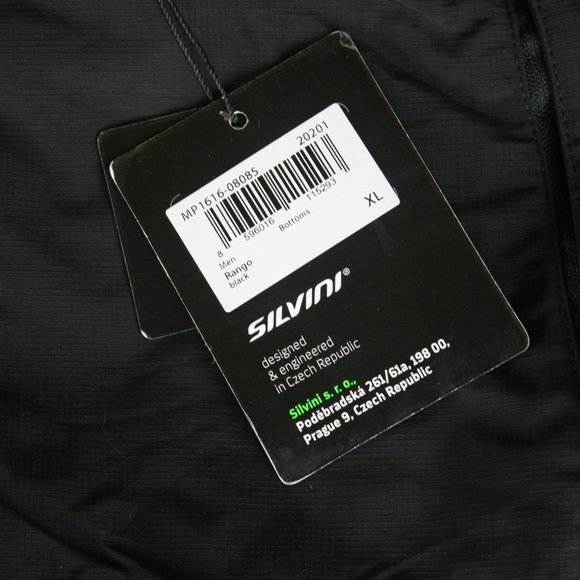 MP1616-0808S 20201
8 596016 115293
Men Bottoms
Rango
black XL
SILVINI®
designed
& engineered
in Czech Republic
Silvini s. r. o.,
Poděbradská 261/61a, 198 00,
Prague 9, Czech Republic